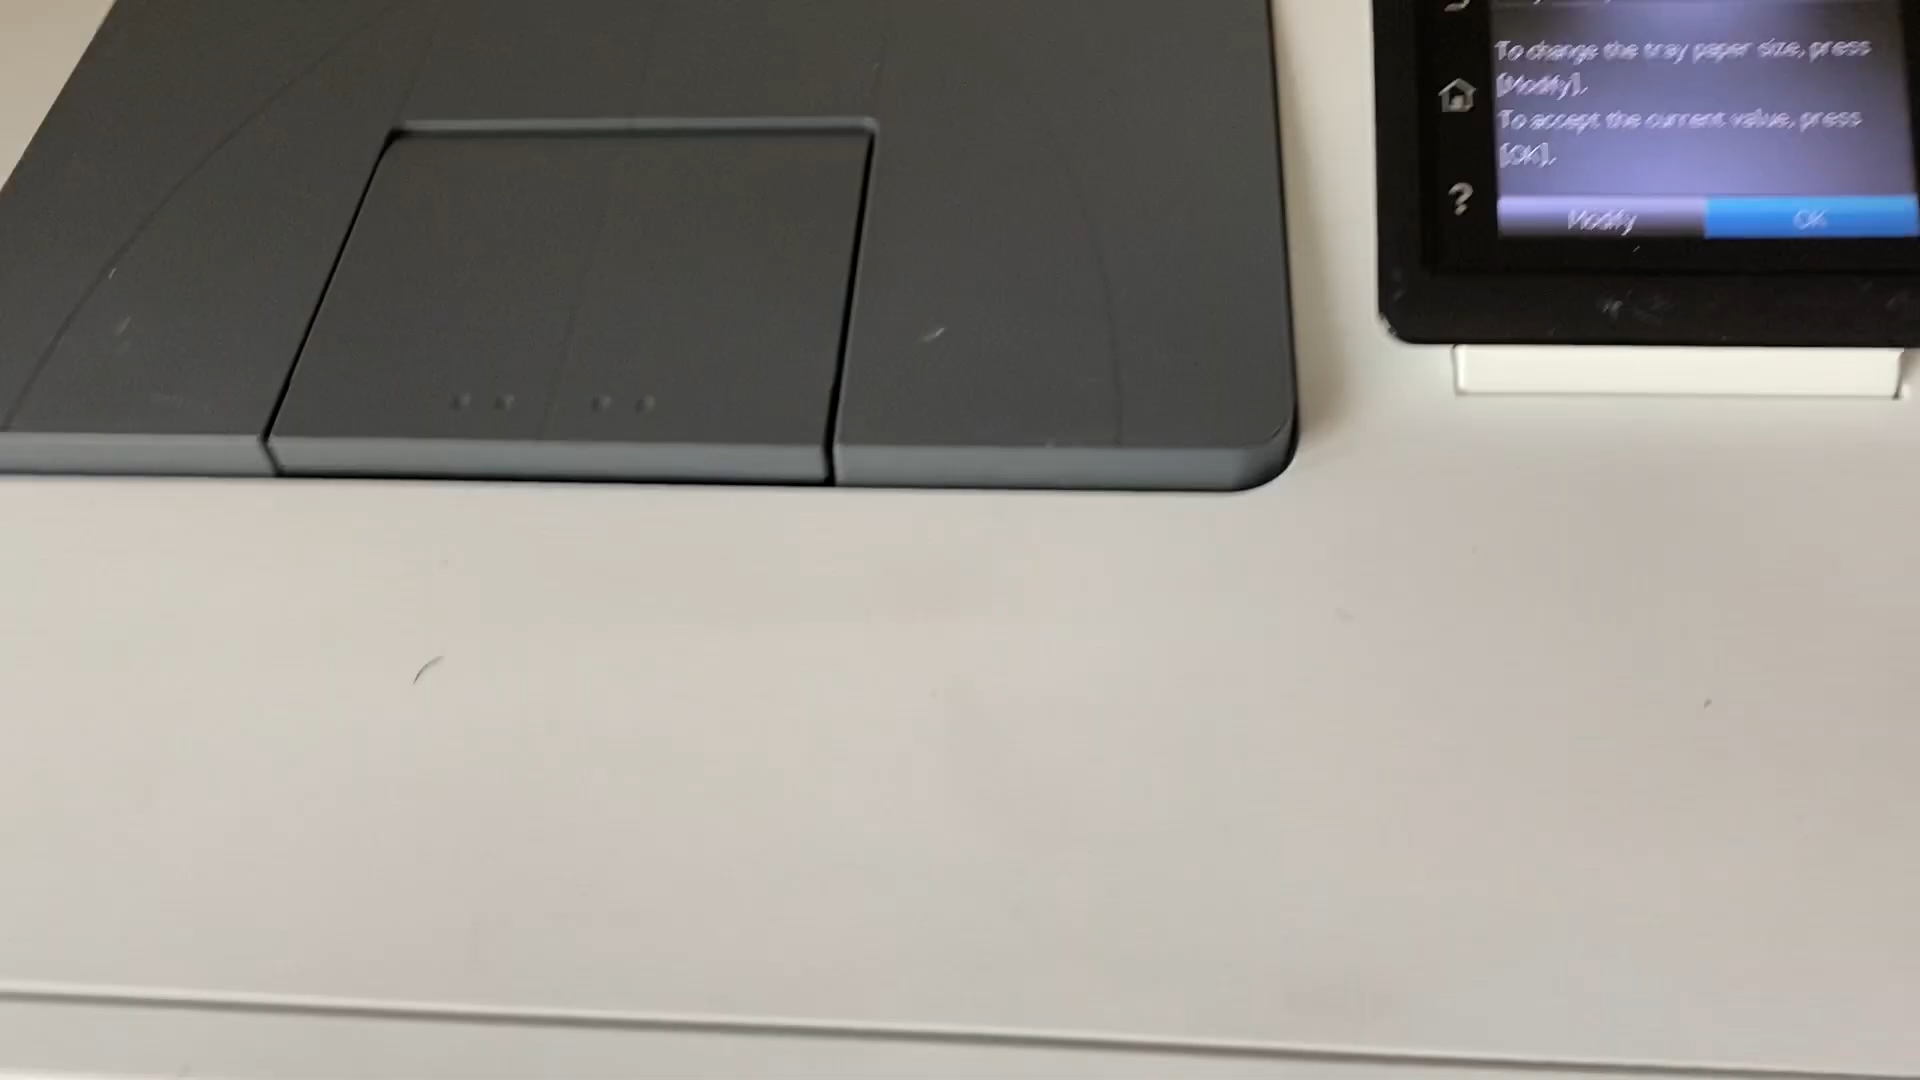 To change the tray paper size, press
[Modify].
To accept the current value, press
[OK].
?
Modify OK